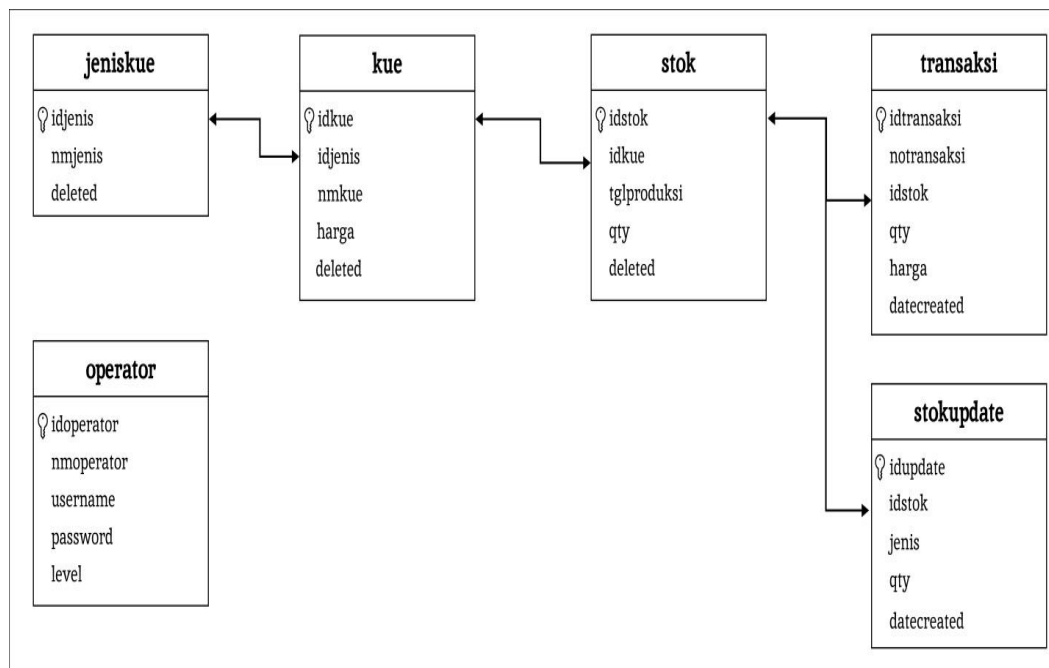 jeniskue
idjenis
nmjenis
deleted
kue
idkue
idjenis
nmkue
harga
deleted
stok
idstok
idkue
tglproduksi
qty
deleted
transaksi
idtransaksi
notransaksi
idstok
qty
harga
datecreated
operator
idoperator
nmoperator
username
password
level
stokupdate
idupdate
idstok
jenis
qty
datecreated